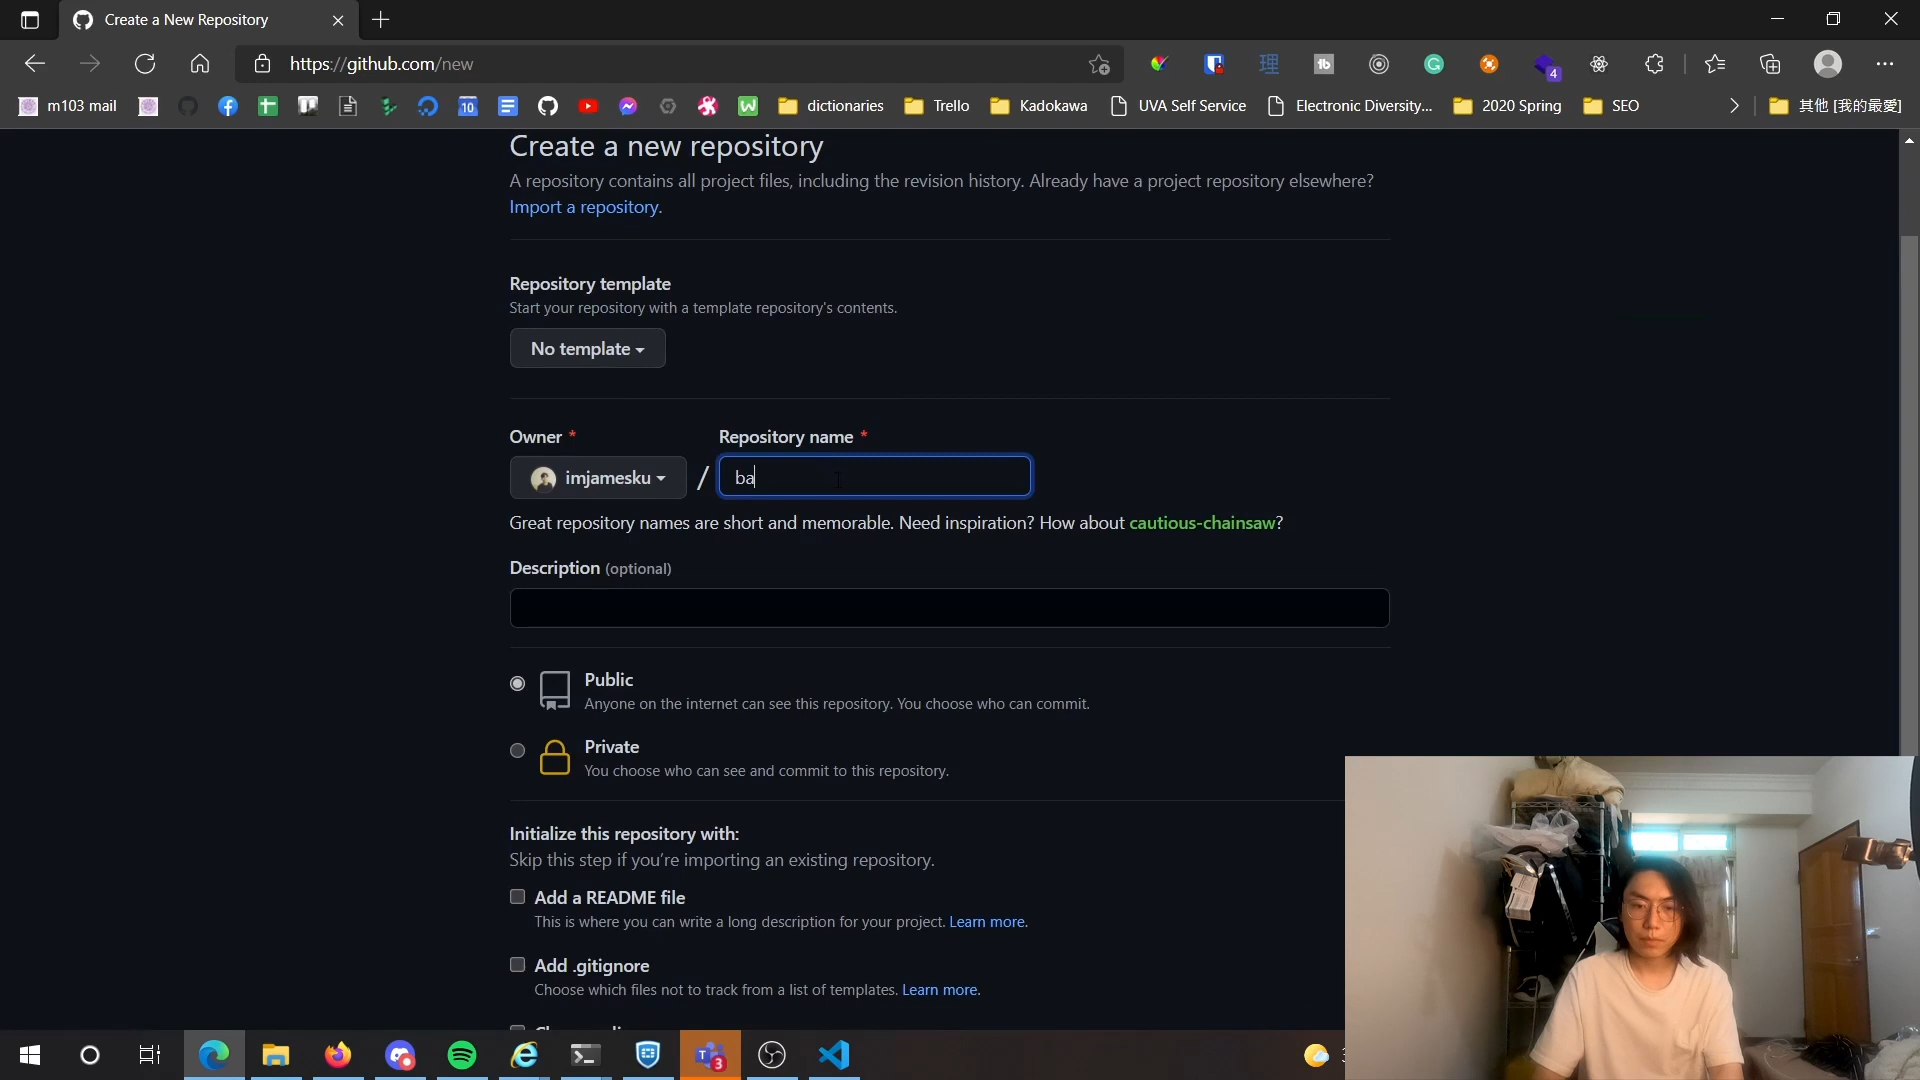 Create a New Repository
https://github.com/new
4
m103 mail
10
dictionaries
Trello
Kadokawa
UVA Self Service
Electronic Diversity...
2020 Spring
SEO
其他 [我的最愛]
Create a new repository
A repository contains all project files, including the revision history. Already have a project repository elsewhere?
Import a repository.
Repository template
Start your repository with a template repository's contents.
No template
Owner *
Repository name *
imjamesku
/
ba
Great repository names are short and memorable. Need inspiration? How about cautious-chainsaw?
Description (optional)
Public
Anyone on the internet can see this repository. You choose who can commit.
Private
You choose who can see and commit to this repository.
Initialize this repository with:
Skip this step if you're importing an existing repository.
Add a README file
This is where you can write a long description for your project. Learn more.
Add .gitignore
Choose which files not to track from a list of templates. Learn more.
3